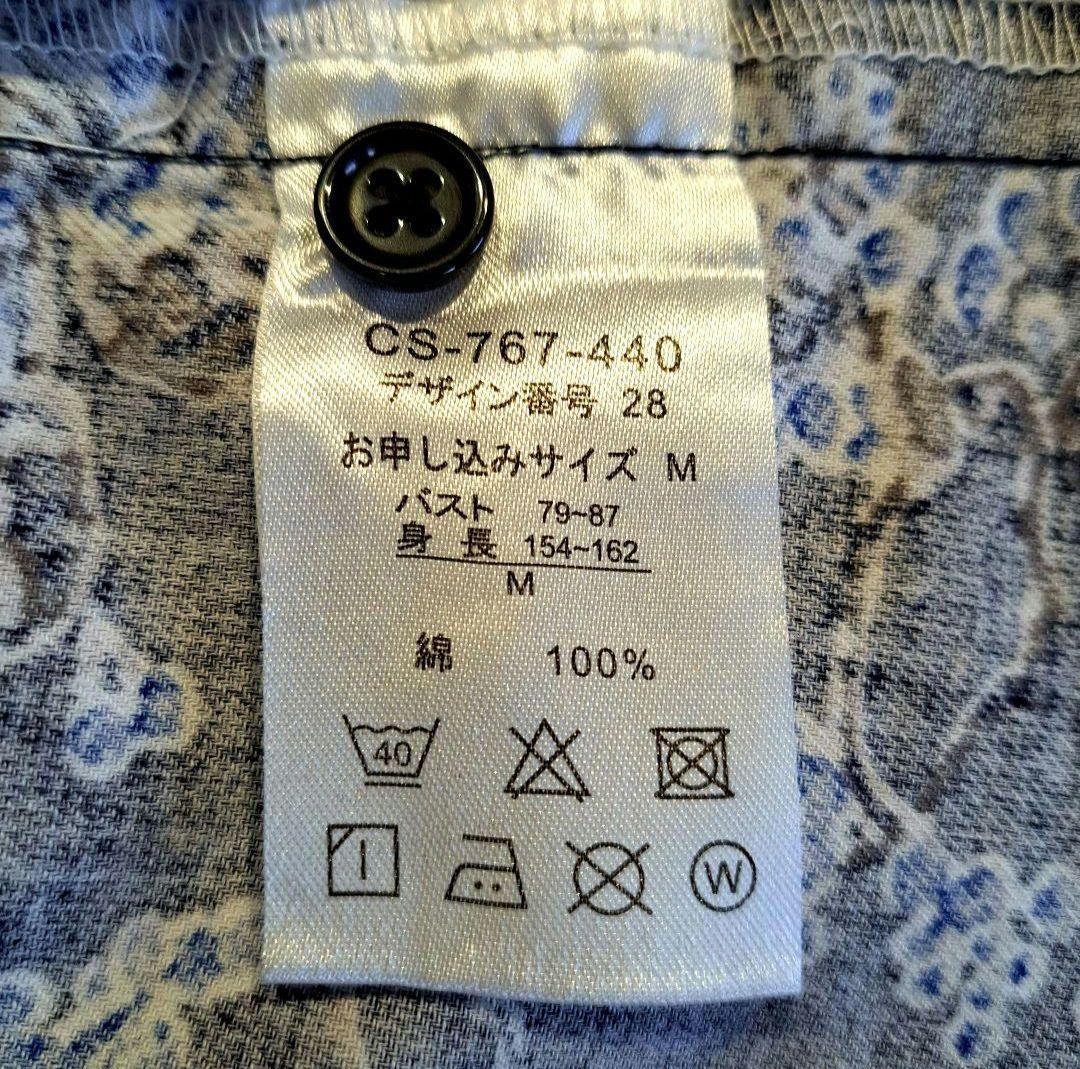 CS-767-440
デザイン番号 28
お申し込みサイズ M
バスト 79~87
身 長 154~162
M
綿 100%
40
W